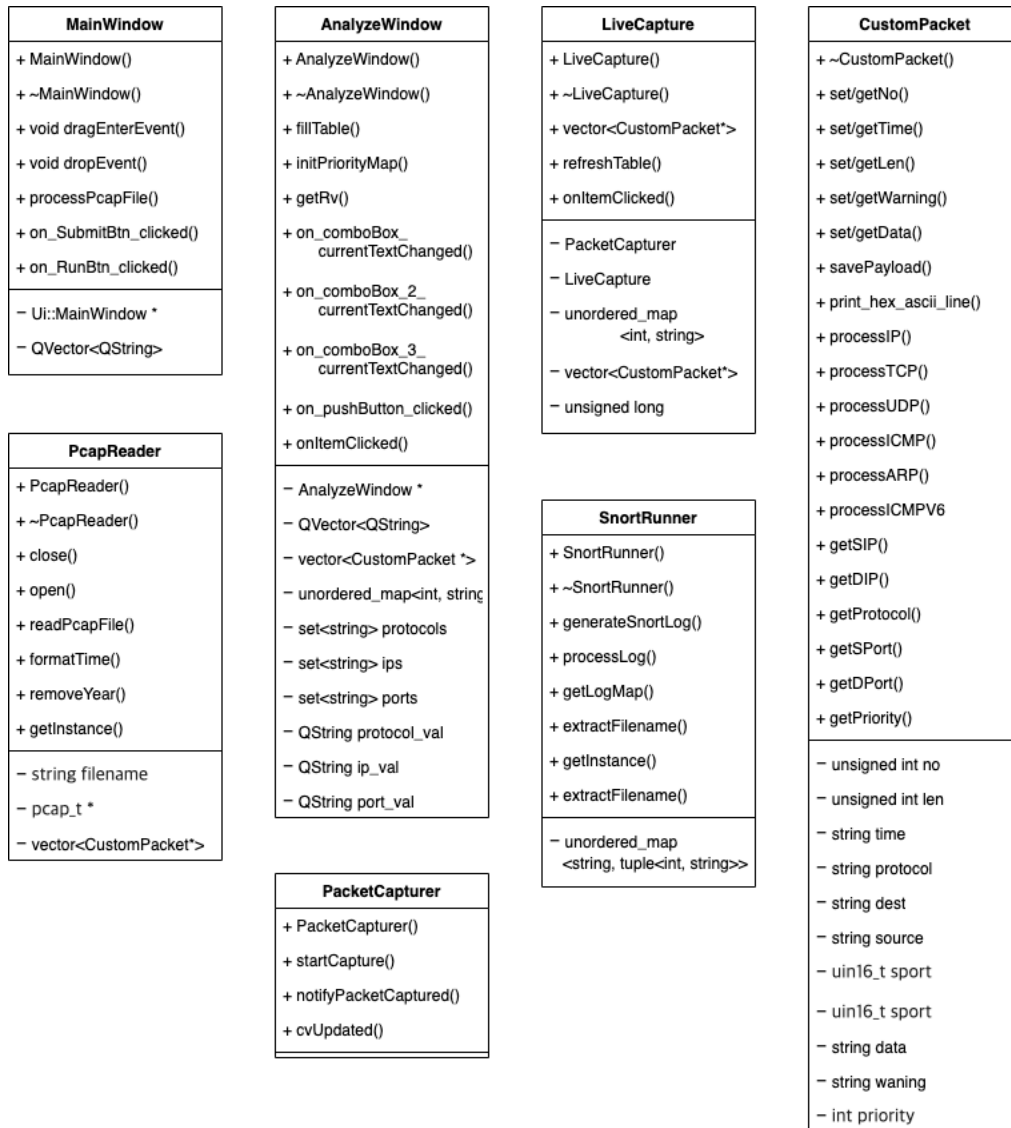 MainWindow
+ MainWindow()
+ ~MainWindow()
+ void dragEnterEvent()
+ void dropEvent()
+ processPcapFile()
+ on_SubmitBtn_clicked()
+ on_RunBtn_clicked()
− Ui::MainWindow *
− QVector<QString>
PcapReader
+ PcapReader()
+ ~PcapReader()
+ close()
+ open()
+ readPcapFile()
+ formatTime()
+ removeYear()
+ getInstance()
− string filename
− pcap_t *
− vector<CustomPacket*>
AnalyzeWindow
+ AnalyzeWindow()
+ ~AnalyzeWindow()
+ fillTable()
+ initPriorityMap()
+ getRv()
+ on_comboBox_
currentTextChanged()
+ on_comboBox_2_
currentTextChanged()
+ on_comboBox_3_
currentTextChanged()
+ on_pushButton_clicked()
+ onItemClicked()
− AnalyzeWindow *
− QVector<QString>
− vector<CustomPacket *>
− unordered_map<int, string
− set<string> protocols
− set<string> ips
− set<string> ports
− QString protocol_val
− QString ip_val
− QString port_val
PacketCapturer
+ PacketCapturer()
+ startCapture()
+ notifyPacketCaptured()
+ cvUpdated()
LiveCapture
+ LiveCapture()
+ ~LiveCapture()
+ vector<CustomPacket*>
+ refreshTable()
+ onItemClicked()
− PacketCapturer
− LiveCapture
− unordered_map
<int, string>
− vector<CustomPacket*>
− unsigned long
SnortRunner
+ SnortRunner()
+ ~SnortRunner()
+ generateSnortLog()
+ processLog()
+ getLogMap()
+ extractFilename()
+ getInstance()
+ extractFilename()
− unordered_map
<string, tuple<int, string>>
CustomPacket
+ ~CustomPacket()
+ set/getNo()
+ set/getTime()
+ set/getLen()
+ set/getWarning()
+ set/getData()
+ savePayload()
+ print_hex_ascii_line()
+ processIP()
+ processTCP()
+ processUDP()
+ processICMP()
+ processARP()
+ processICMPV6
+ getSIP()
+ getDIP()
+ getProtocol()
+ getSPort()
+ getDPort()
+ getPriority()
− unsigned int no
− unsigned int len
− string time
− string protocol
− string dest
− string source
− uin16_t sport
− uin16_t sport
− string data
− string waning
− int priority